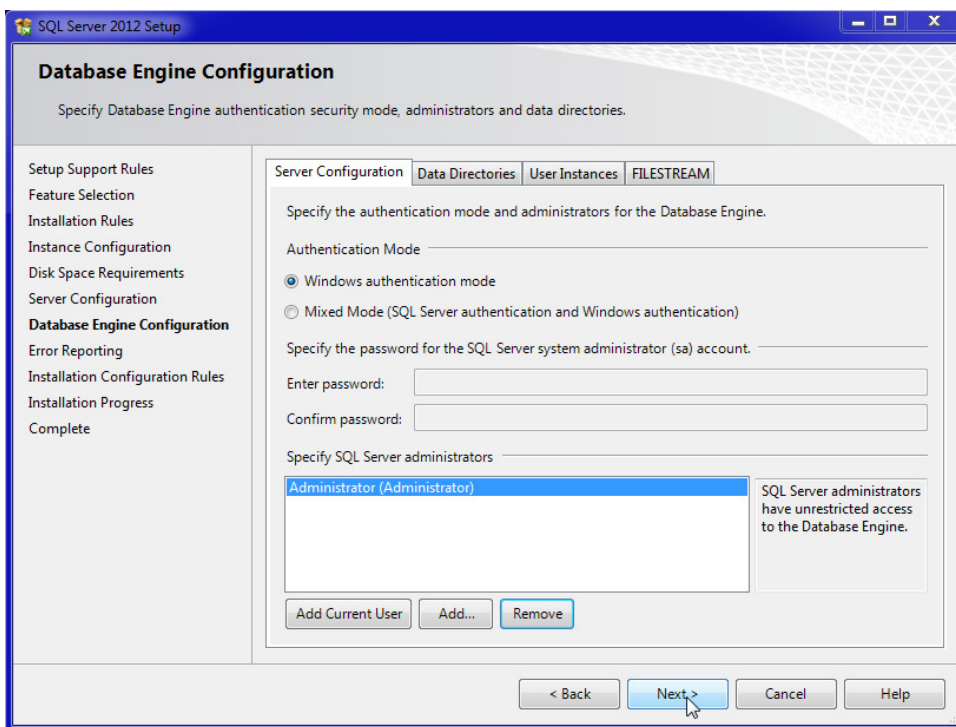 SQL Server 2012 Setup
Database Engine Configuration
Specify Database Engine authentication security mode, administrators and data directories.
Setup Support Rules
Feature Selection
Installation Rules
Instance Configuration
Disk Space Requirements
Server Configuration
Database Engine Configuration
Error Reporting
Installation Configuration Rules
Installation Progress
Complete
Server Configuration Data Directories User Instances FILESTREAM
Specify the authentication mode and administrators for the Database Engine.
Authentication Mode
Windows authentication mode
Mixed Mode (SQL Server authentication and Windows authentication)
Specify the password for the SQL Server system administrator (sa) account.
Enter password:
Confirm password:
Specify SQL Server administrators
Administrator (Administrator)
SQL Server administrators
have unrestricted access
to the Database Engine.
Add Current User Add... Remove
< Back Next > Cancel Help